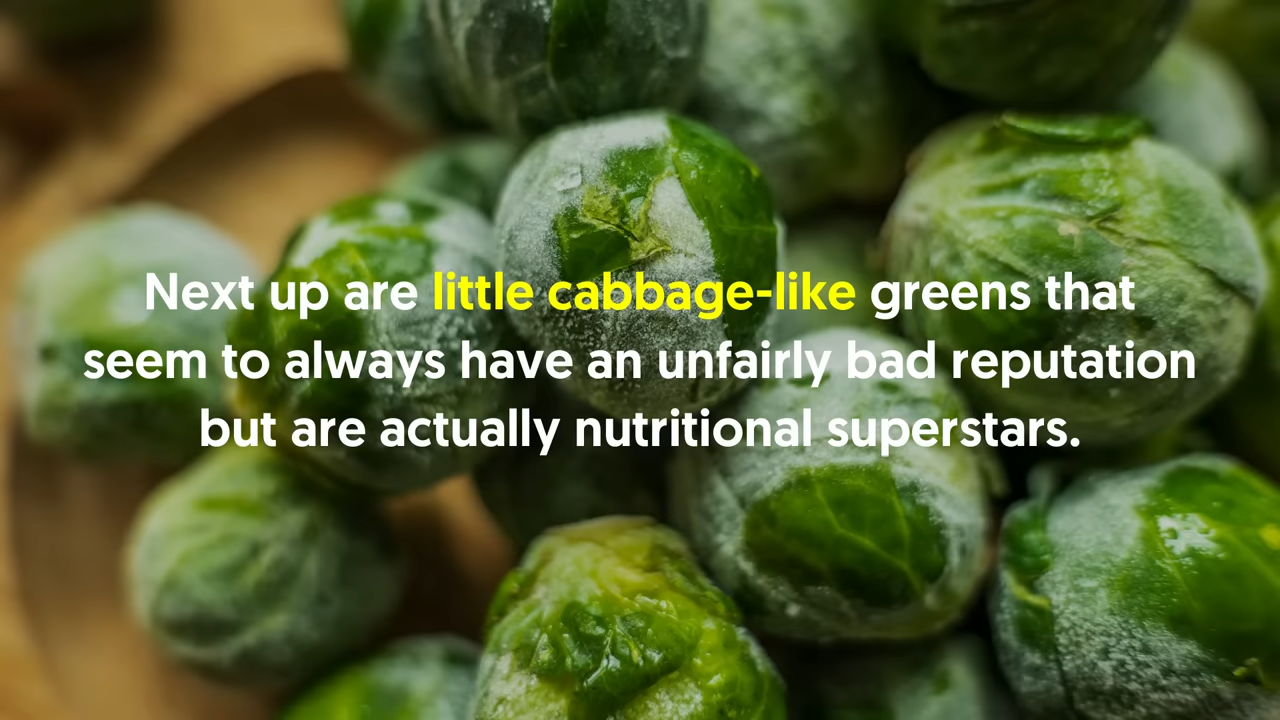 Next up are little cabbage-like greens that
seem to always have an unfairly bad reputation
but are actually nutritional superstars.